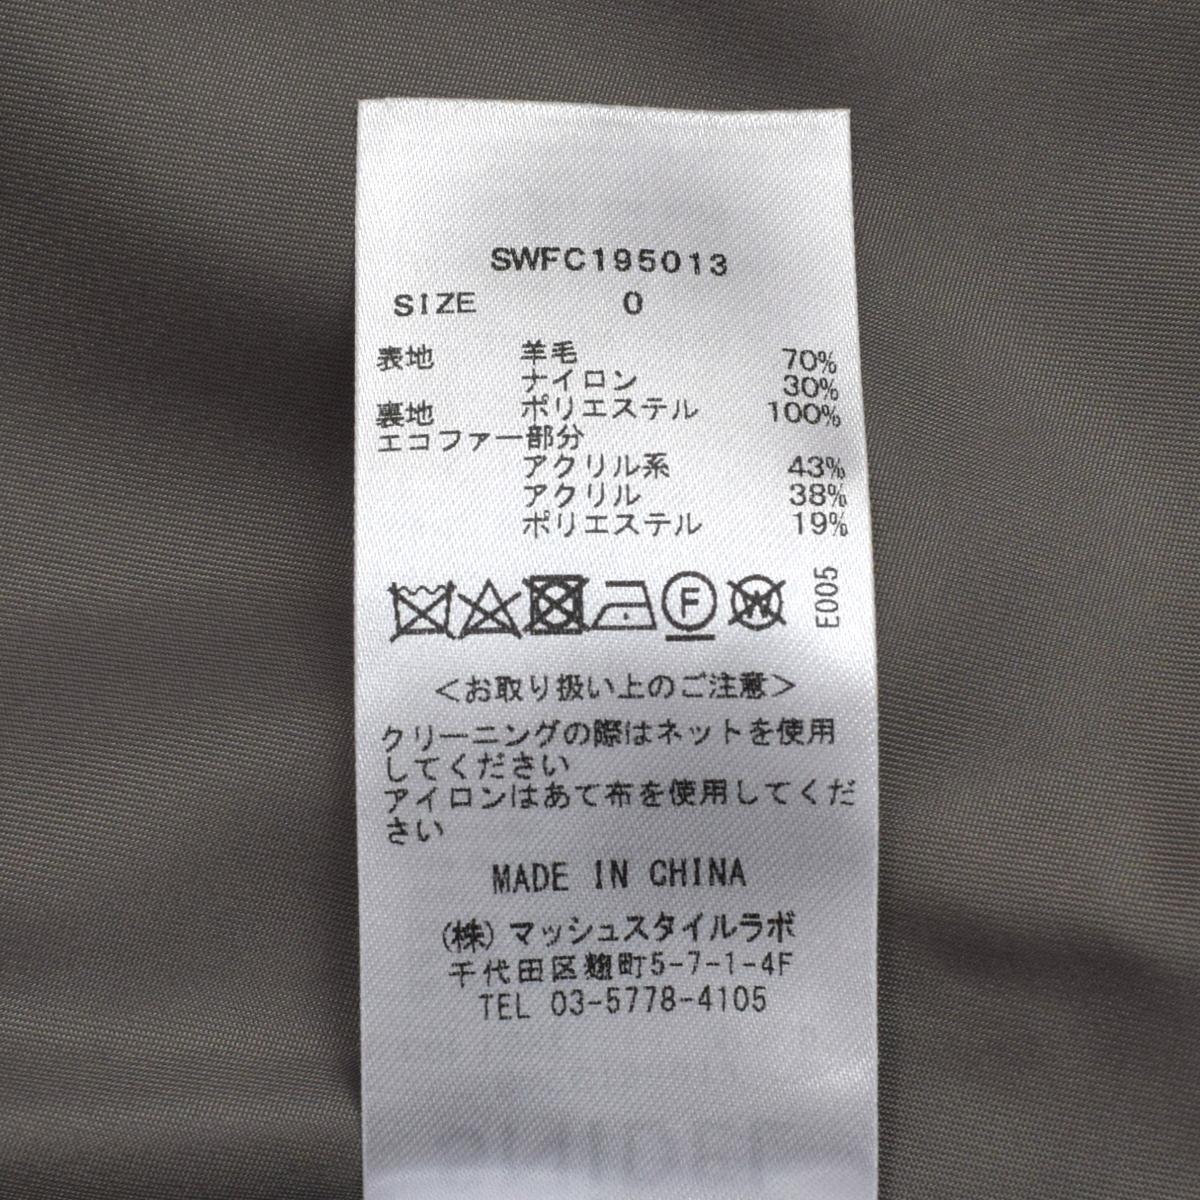 SWFC195013
SIZE 0
表地 羊毛 70%
ナイロン 30%
裏地 ポリエステル 100%
エコファー部分
アクリル系 43%
アクリル 38%
ポリエステル 19%
F W E005
<お取り扱い上のご注意>
クリーニングの際はネットを使用
してください
アイロンはあて布を使用してくだ
さい
MADE IN CHINA
(株)マッシュスタイルラボ
千代田区麹町5-7-1-4F
TEL 03-5778-4105